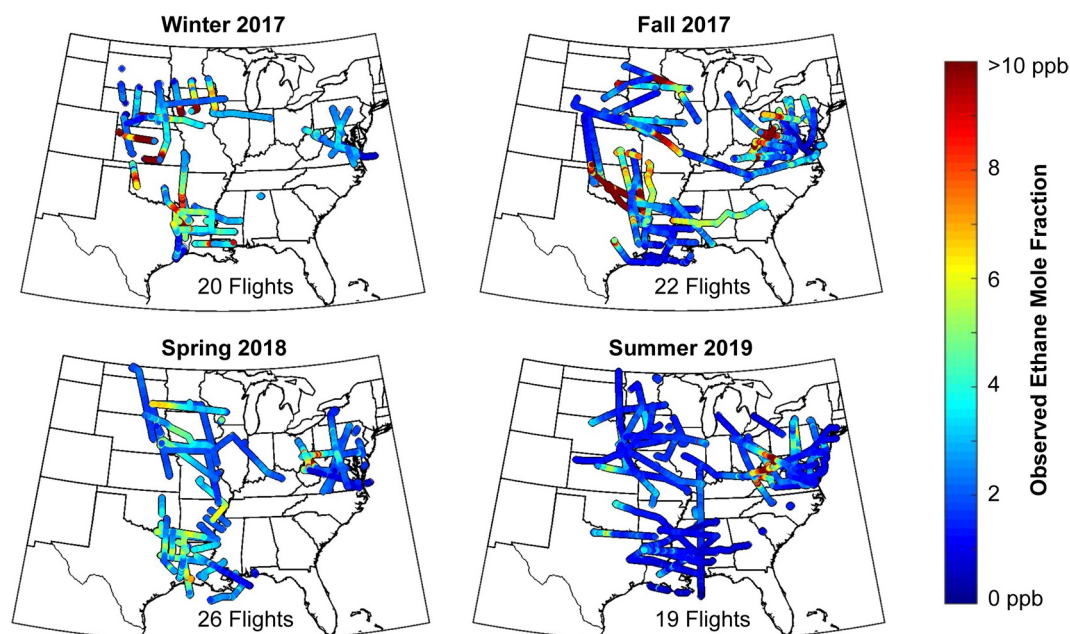 Winter 2017
Fall 2017
20 Flights
22 Flights
Spring 2018
Summer 2019
26 Flights
19 Flights
>10 ppb
8
6
4
2
0 ppb
Observed Ethane Mole Fraction